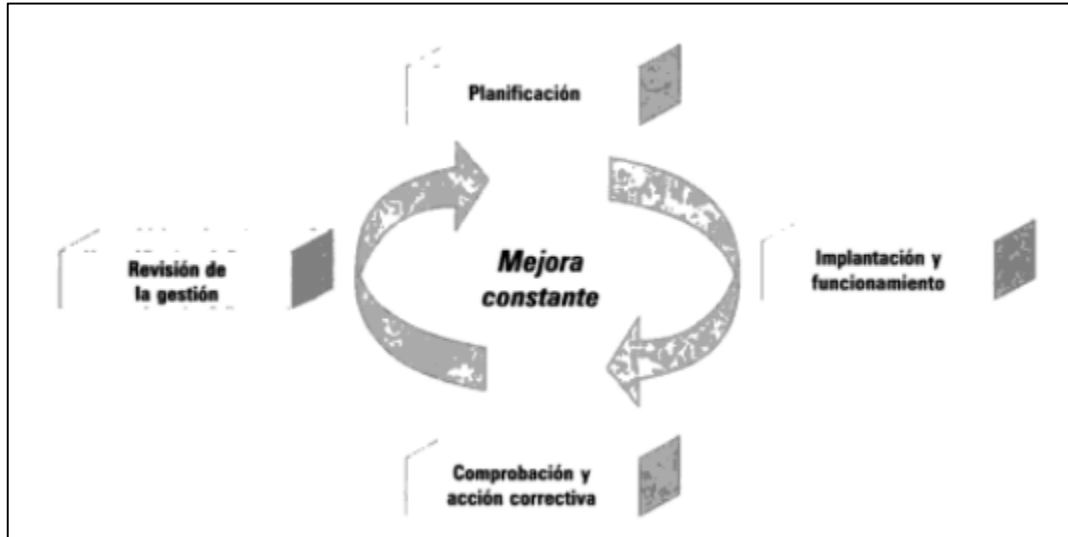 Planificación
Revisión de
la gestión
Mejora
constante
Implantación y
funcionamiento
Comprobación y
acción correctiva